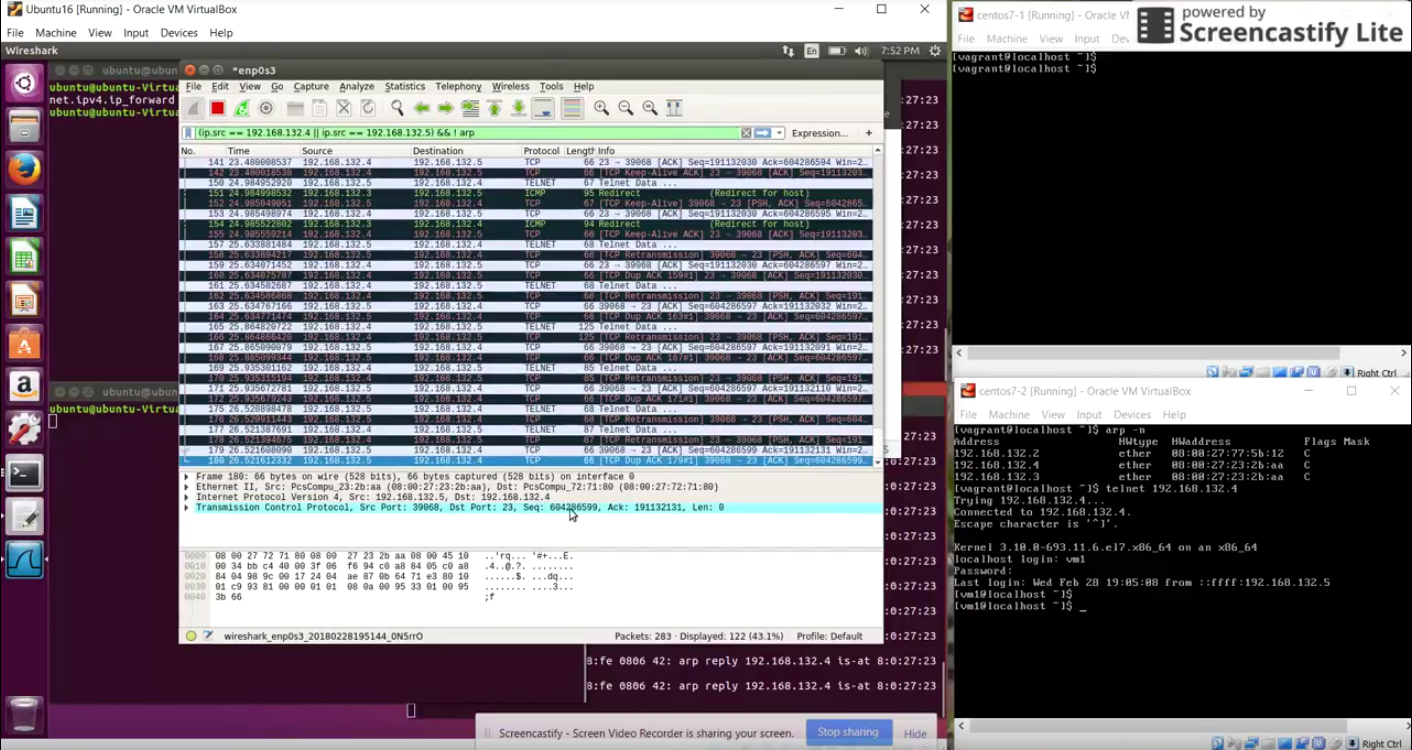 Ubuntu16 [Running] - Oracle VM VirtualBox
File Machine View Input Devices Help
Wireshark
En 7:52 PM
ubuntu@ubun
ubuntu@ubuntu-Virtua
net.ipv4.ip_forward
ubuntu@ubuntu-Virtua
*enp0s3
File Edit View Go Capture Analyze Statistics Telephony Wireless Tools Help
(ip.src == 192.168.132.4 || ip.src == 192.168.132.5) && ! arp
Expression... +
No. Time Source Destination Protocol Length Info
141 23.480008537 192.168.132.4 192.168.132.5 TCP 66 23 → 39068 [ACK] Seq=191132030 Ack=604286594 Win=2…
142 23.480018538 192.168.132.4 192.168.132.5 TCP 66 [TCP Keep-Alive ACK] 23 → 39068 [ACK] Seq=19113203…
150 24.984952920 192.168.132.5 192.168.132.4 TELNET 67 Telnet Data ...
151 24.984998532 192.168.132.3 192.168.132.5 ICMP 95 Redirect (Redirect for host)
152 24.985049051 192.168.132.5 192.168.132.4 TCP 67 [TCP Keep-Alive] 39068 → 23 [PSH, ACK] Seq=6042865…
153 24.985498974 192.168.132.4 192.168.132.5 TCP 66 23 → 39068 [ACK] Seq=191132030 Ack=604286595 Win=2…
154 24.985522802 192.168.132.3 192.168.132.4 ICMP 94 Redirect (Redirect for host)
155 24.985559214 192.168.132.4 192.168.132.5 TCP 66 [TCP Keep-Alive ACK] 23 → 39068 [ACK] Seq=19113203…
157 25.633881484 192.168.132.5 192.168.132.4 TELNET 68 Telnet Data ...
158 25.633894217 192.168.132.5 192.168.132.4 TCP 68 [TCP Retransmission] 39068 → 23 [PSH, ACK] Seq=604…
159 25.634071452 192.168.132.4 192.168.132.5 TCP 66 23 → 39068 [ACK] Seq=191132030 Ack=604286597 Win=2…
160 25.634075787 192.168.132.4 192.168.132.5 TCP 66 [TCP Dup ACK 159#1] 23 → 39068 [ACK] Seq=191132030…
161 25.634582687 192.168.132.4 192.168.132.5 TELNET 68 Telnet Data ...
162 25.634586808 192.168.132.4 192.168.132.5 TCP 68 [TCP Retransmission] 23 → 39068 [PSH, ACK] Seq=191…
163 25.634767166 192.168.132.5 192.168.132.4 TCP 66 39068 → 23 [ACK] Seq=604286597 Ack=191132032 Win=2…
164 25.634771474 192.168.132.5 192.168.132.4 TCP 66 [TCP Dup ACK 163#1] 39068 → 23 [ACK] Seq=604286597…
165 25.864820722 192.168.132.4 192.168.132.5 TELNET 125 Telnet Data ...
166 25.864866420 192.168.132.4 192.168.132.5 TCP 125 [TCP Retransmission] 23 → 39068 [PSH, ACK] Seq=191…
167 25.865090079 192.168.132.5 192.168.132.4 TCP 66 39068 → 23 [ACK] Seq=604286597 Ack=191132091 Win=2…
168 25.865099344 192.168.132.5 192.168.132.4 TCP 66 [TCP Dup ACK 167#1] 39068 → 23 [ACK] Seq=604286597…
169 25.935301162 192.168.132.4 192.168.132.5 TELNET 85 Telnet Data ...
170 25.935315194 192.168.132.4 192.168.132.5 TCP 85 [TCP Retransmission] 23 → 39068 [PSH, ACK] Seq=191…
171 25.935672781 192.168.132.5 192.168.132.4 TCP 66 39068 → 23 [ACK] Seq=604286597 Ack=191132110 Win=2…
172 25.935679243 192.168.132.5 192.168.132.4 TCP 66 [TCP Dup ACK 171#1] 39068 → 23 [ACK] Seq=604286597…
175 26.520898478 192.168.132.5 192.168.132.4 TELNET 68 Telnet Data ...
176 26.520911443 192.168.132.5 192.168.132.4 TCP 68 [TCP Retransmission] 39068 → 23 [PSH, ACK] Seq=604…
177 26.521387691 192.168.132.4 192.168.132.5 TELNET 87 Telnet Data ...
178 26.521394675 192.168.132.4 192.168.132.5 TCP 87 [TCP Retransmission] 23 → 39068 [PSH, ACK] Seq=191…
179 26.521608090 192.168.132.5 192.168.132.4 TCP 66 39068 → 23 [ACK] Seq=604286599 Ack=191132131 Win=2…
180 26.521612332 192.168.132.5 192.168.132.4 TCP 66 [TCP Dup ACK 179#1] 39068 → 23 [ACK] Seq=604286599…
Frame 180: 66 bytes on wire (528 bits), 66 bytes captured (528 bits) on interface 0
Ethernet II, Src: PcsCompu_23:2b:aa (08:00:27:23:2b:aa), Dst: PcsCompu_72:71:80 (08:00:27:72:71:80)
Internet Protocol Version 4, Src: 192.168.132.5, Dst: 192.168.132.4
Transmission Control Protocol, Src Port: 39068, Dst Port: 23, Seq: 604286599, Ack: 191132131, Len: 0
0000 08 00 27 72 71 80 08 00 27 23 2b aa 08 00 45 10 ..'rq... '#+...E.
0010 00 34 bb c4 40 00 3f 06 f6 94 c0 a8 84 05 c0 a8 .4..@.?. ........
0020 84 04 98 9c 00 17 24 04 ae 87 0b 64 71 e3 80 10 ......$. ...dq...
0030 01 c9 93 81 00 00 01 01 08 0a 00 95 33 01 00 95 ........ ....3...
0040 3b 66 ;f
wireshark_enp0s3_20180228195144_0N5rrO
Packets: 283 · Displayed: 122 (43.1%)
Profile: Default
ubuntu@ubun
ubuntu@ubuntu-Virtua
:27:23
:27:23
:27:23
:27:23
:27:23
:27:23
:27:23
8:fe 0806 42: arp reply 192.168.132.4 is-at 8:0:27:23
8:fe 0806 42: arp reply 192.168.132.4 is-at 8:0:27:23
Screencastify - Screen Video Recorder is sharing your screen.
Stop sharing
Hide
centos7-1 [Running] - Oracle VM
File Machine View Input Dev
powered by
Screencastify Lite
[vagrant@localhost ~]$
[vagrant@localhost ~]$
Right Ctrl
centos7-2 [Running] - Oracle VM VirtualBox
File Machine View Input Devices Help
[vagrant@localhost ~]$ arp -n
Address HWtype HWaddress Flags Mask
192.168.132.2 ether 08:00:27:77:5b:12 C
192.168.132.4 ether 08:00:27:23:2b:aa C
192.168.132.3 ether 08:00:27:23:2b:aa C
[vagrant@localhost ~]$ telnet 192.168.132.4
Trying 192.168.132.4...
Connected to 192.168.132.4.
Escape character is '^]'.
Kernel 3.10.0-693.11.6.el7.x86_64 on an x86_64
localhost login: vm1
Password:
Last login: Wed Feb 28 19:05:08 from ::ffff:192.168.132.5
[vm1@localhost ~]$
[vm1@localhost ~]$ _
Right Ctrl